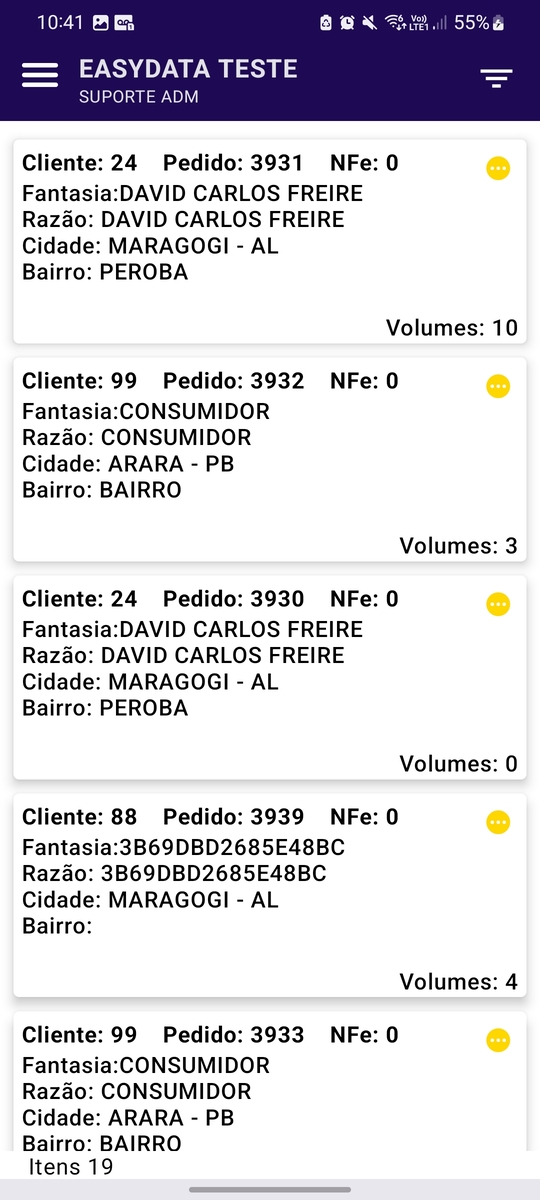 10:41 55%
EASYDATA TESTE
SUPORTE ADM
Cliente: 24 Pedido: 3931 NFe: 0
Fantasia:DAVID CARLOS FREIRE
Razão: DAVID CARLOS FREIRE
Cidade: MARAGOGI - AL
Bairro: PEROBA
Volumes: 10
Cliente: 99 Pedido: 3932 NFe: 0
Fantasia:CONSUMIDOR
Razão: CONSUMIDOR
Cidade: ARARA - PB
Bairro: BAIRRO
Volumes: 3
Cliente: 24 Pedido: 3930 NFe: 0
Fantasia:DAVID CARLOS FREIRE
Razão: DAVID CARLOS FREIRE
Cidade: MARAGOGI - AL
Bairro: PEROBA
Volumes: 0
Cliente: 88 Pedido: 3939 NFe: 0
Fantasia:3B69DBD2685E48BC
Razão: 3B69DBD2685E48BC
Cidade: MARAGOGI - AL
Bairro:
Volumes: 4
Cliente: 99 Pedido: 3933 NFe: 0
Fantasia:CONSUMIDOR
Razão: CONSUMIDOR
Cidade: ARARA - PB
Bairro: BAIRRO
Itens 19